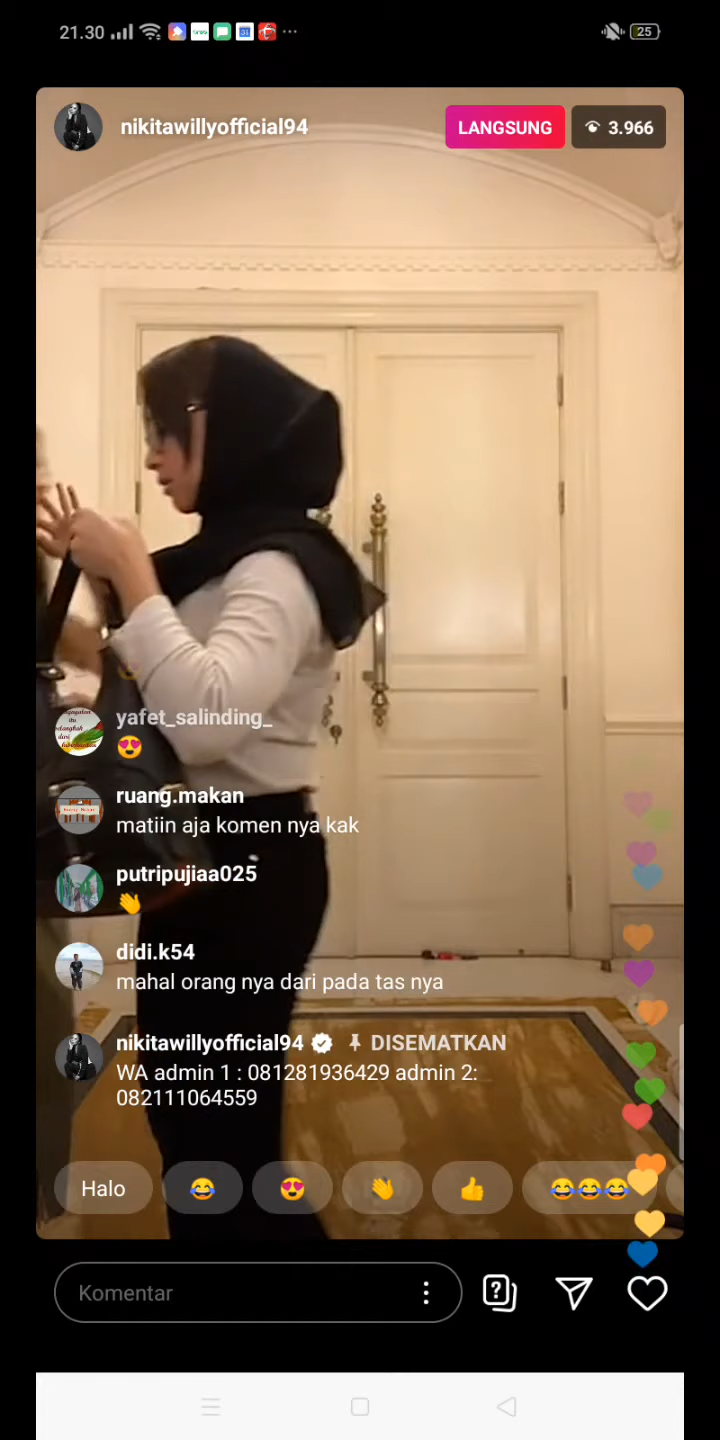 21.30
25
nikitawillyofficial94
LANGSUNG
3.966
yafet_salinding_
😍
ruang.makan
matiin aja komen nya kak
putripujiaa025
👋
didi.k54
mahal orang nya dari pada tas nya
nikitawillyofficial94 DISEMATKAN
WA admin 1 : 081281936429 admin 2:
082111064559
Halo 😂 😍 👋 👍 😂😂😂
Komentar